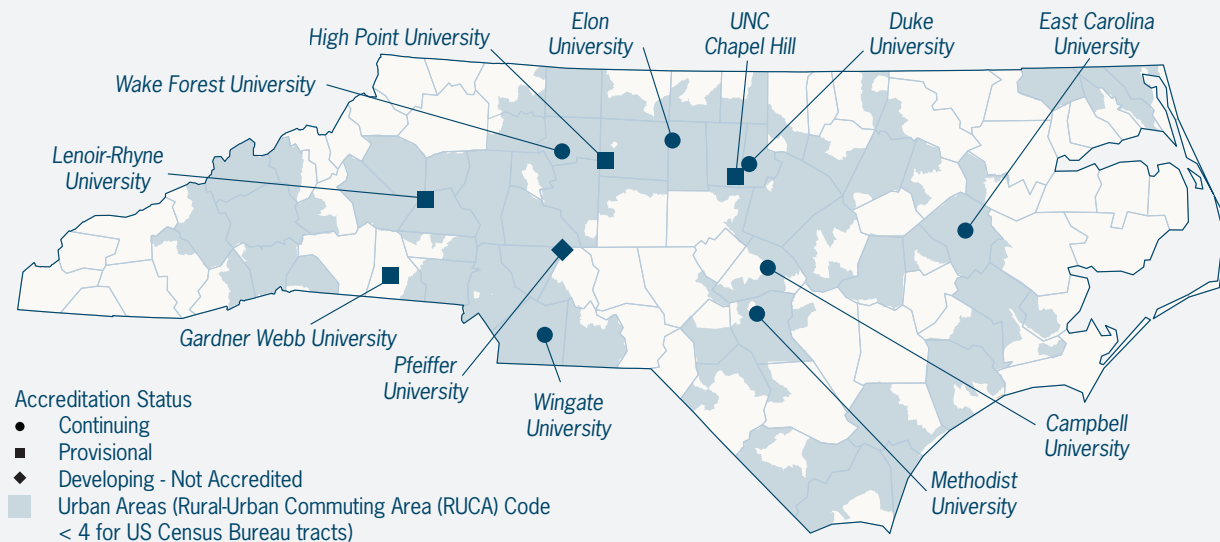 Elon
University
UNC
Chapel Hill
Duke
University
East Carolina
University
High Point University
Wake Forest University
Lenoir-Rhyne
University
Gardner Webb University
Pfeiffer
University
Wingate
University
Campbell
University
Methodist
University
Accreditation Status
Continuing
Provisional
Developing - Not Accredited
Urban Areas (Rural-Urban Commuting Area (RUCA) Code
< 4 for US Census Bureau tracts)